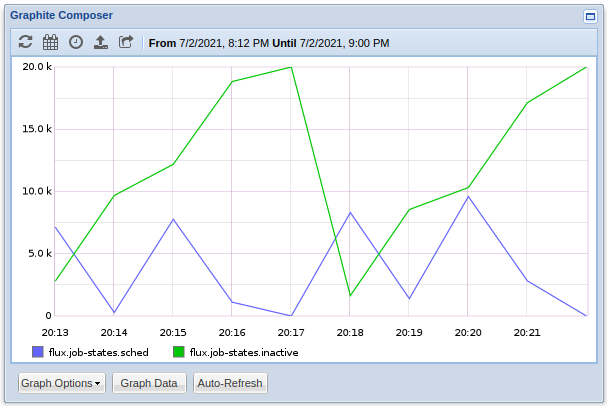 Graphite Composer
From 7/2/2021, 8:12 PM Until 7/2/2021, 9:00 PM
20.0 k
15.0 k
10.0 k
5.0 k
0
20:13 20:14 20:15 20:16 20:17 20:18 20:19 20:20 20:21
flux.job-states.sched flux.job-states.inactive
Graph Options Graph Data Auto-Refresh